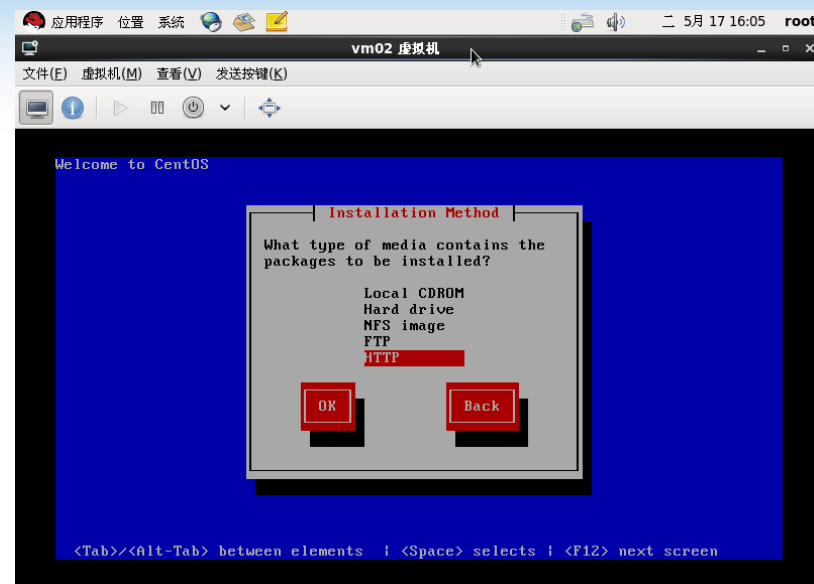 应用程序 位置 系统 二 5月 17 16:05 root
vm02 虚拟机
文件(F) 虚拟机(M) 查看(V) 发送按键(K)
Welcome to CentOS
Installation Method
What type of media contains the
packages to be installed?
Local CDROM
Hard drive
NFS image
FTP
HTTP
OK Back
<Tab>/<Alt-Tab> between elements | <Space> selects | <F12> next screen